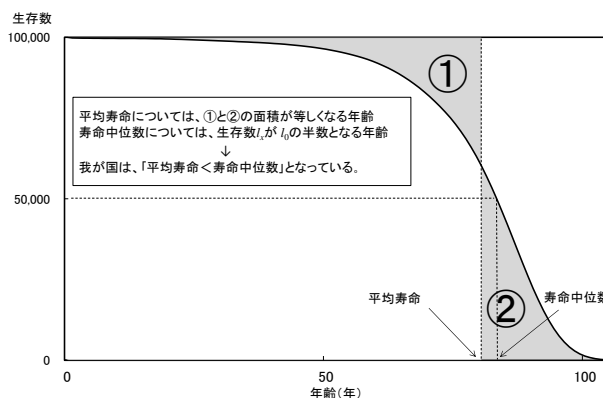 生存数
100,000
①
平均寿命については、①と②の面積が等しくなる年齢
寿命中位数については、生存数lxが l0の半数となる年齢
↓
我が国は、「平均寿命＜寿命中位数」となっている。
50,000
平均寿命
②
寿命中位数
0
0
50
100
年齢(年)